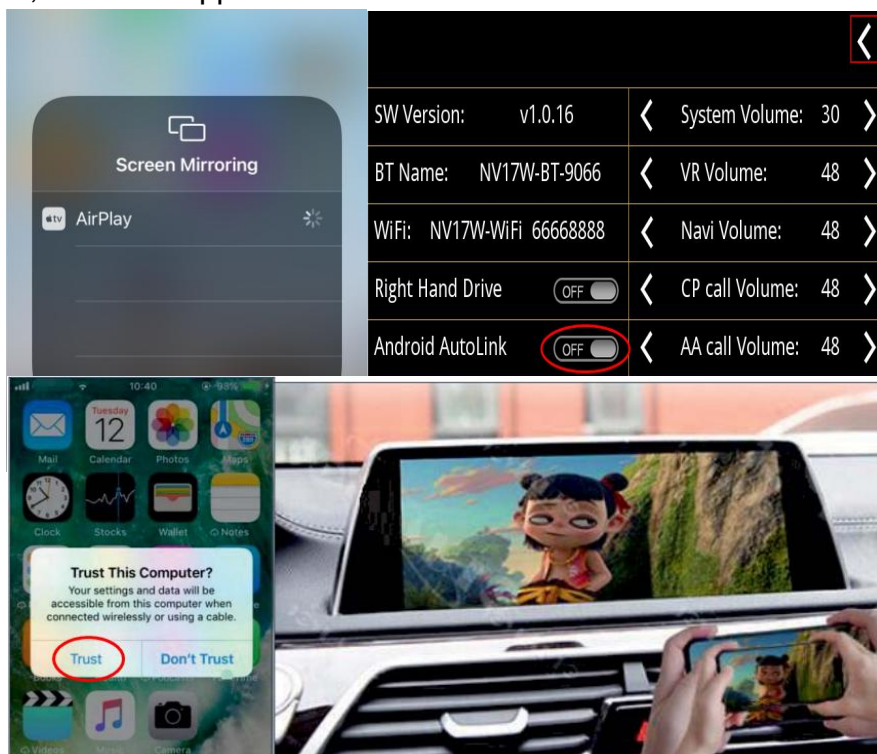 Screen Mirroring
tv AirPlay
SW Version: v1.0.16
System Volume: 30
BT Name: NV17W-BT-9066
VR Volume: 48
WiFi: NV17W-WiFi 66668888
Navi Volume: 48
Right Hand Drive OFF
CP call Volume: 48
Android AutoLink OFF
AA call Volume: 48
10:40 93%
Tuesday
12
Mail Calendar Photos Maps
Clock Stocks Wallet Notes
Trust This Computer?
Your settings and data will be
accessible from this computer when
connected wirelessly or using a cable.
Trust Don't Trust
Videos Music Camera